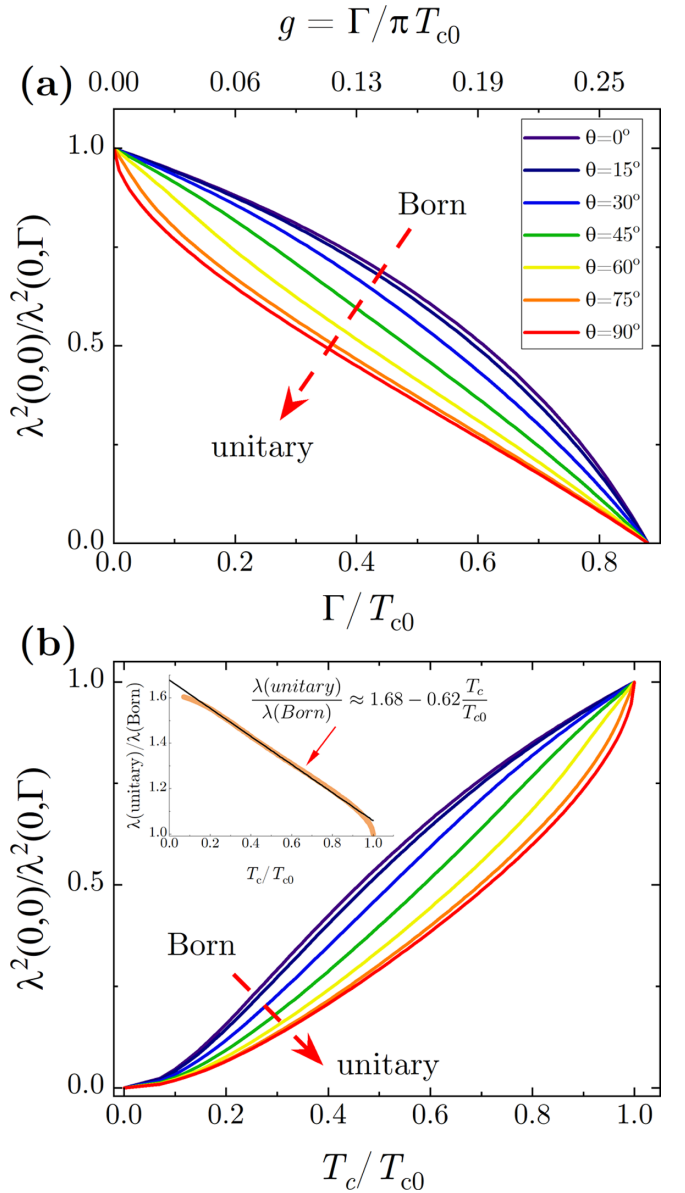 g = Γ/πT_c0
(a)
0.00 0.06 0.13 0.19 0.25
θ=0°
θ=15°
θ=30°
θ=45°
θ=60°
θ=75°
θ=90°
Born
unitary
λ²(0,0)/λ²(0,Γ)
1.0
0.5
0.0
0.0 0.2 0.4 0.6 0.8
Γ/T_c0
(b)
λ(unitary)/λ(Born) ≈ 1.68 − 0.62 T_c/T_c0
λ(unitary)/λ(Born)
1.6
1.4
1.2
1.0
0.0 0.2 0.4 0.6 0.8 1.0
T_c/T_c0
Born
unitary
λ²(0,0)/λ²(0,Γ)
1.0
0.5
0.0
0.0 0.2 0.4 0.6 0.8 1.0
T_c/T_c0